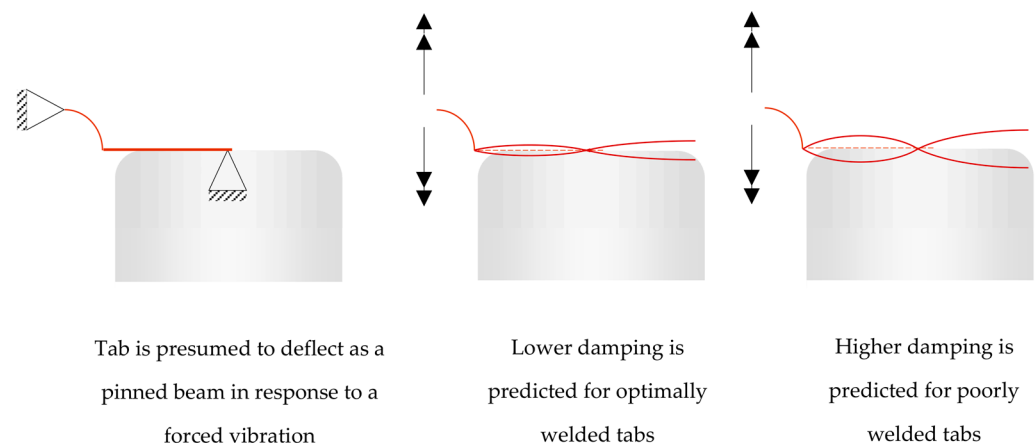 Tab is presumed to deflect as a
pinned beam in response to a
forced vibration
Lower damping is
predicted for optimally
welded tabs
Higher damping is
predicted for poorly
welded tabs